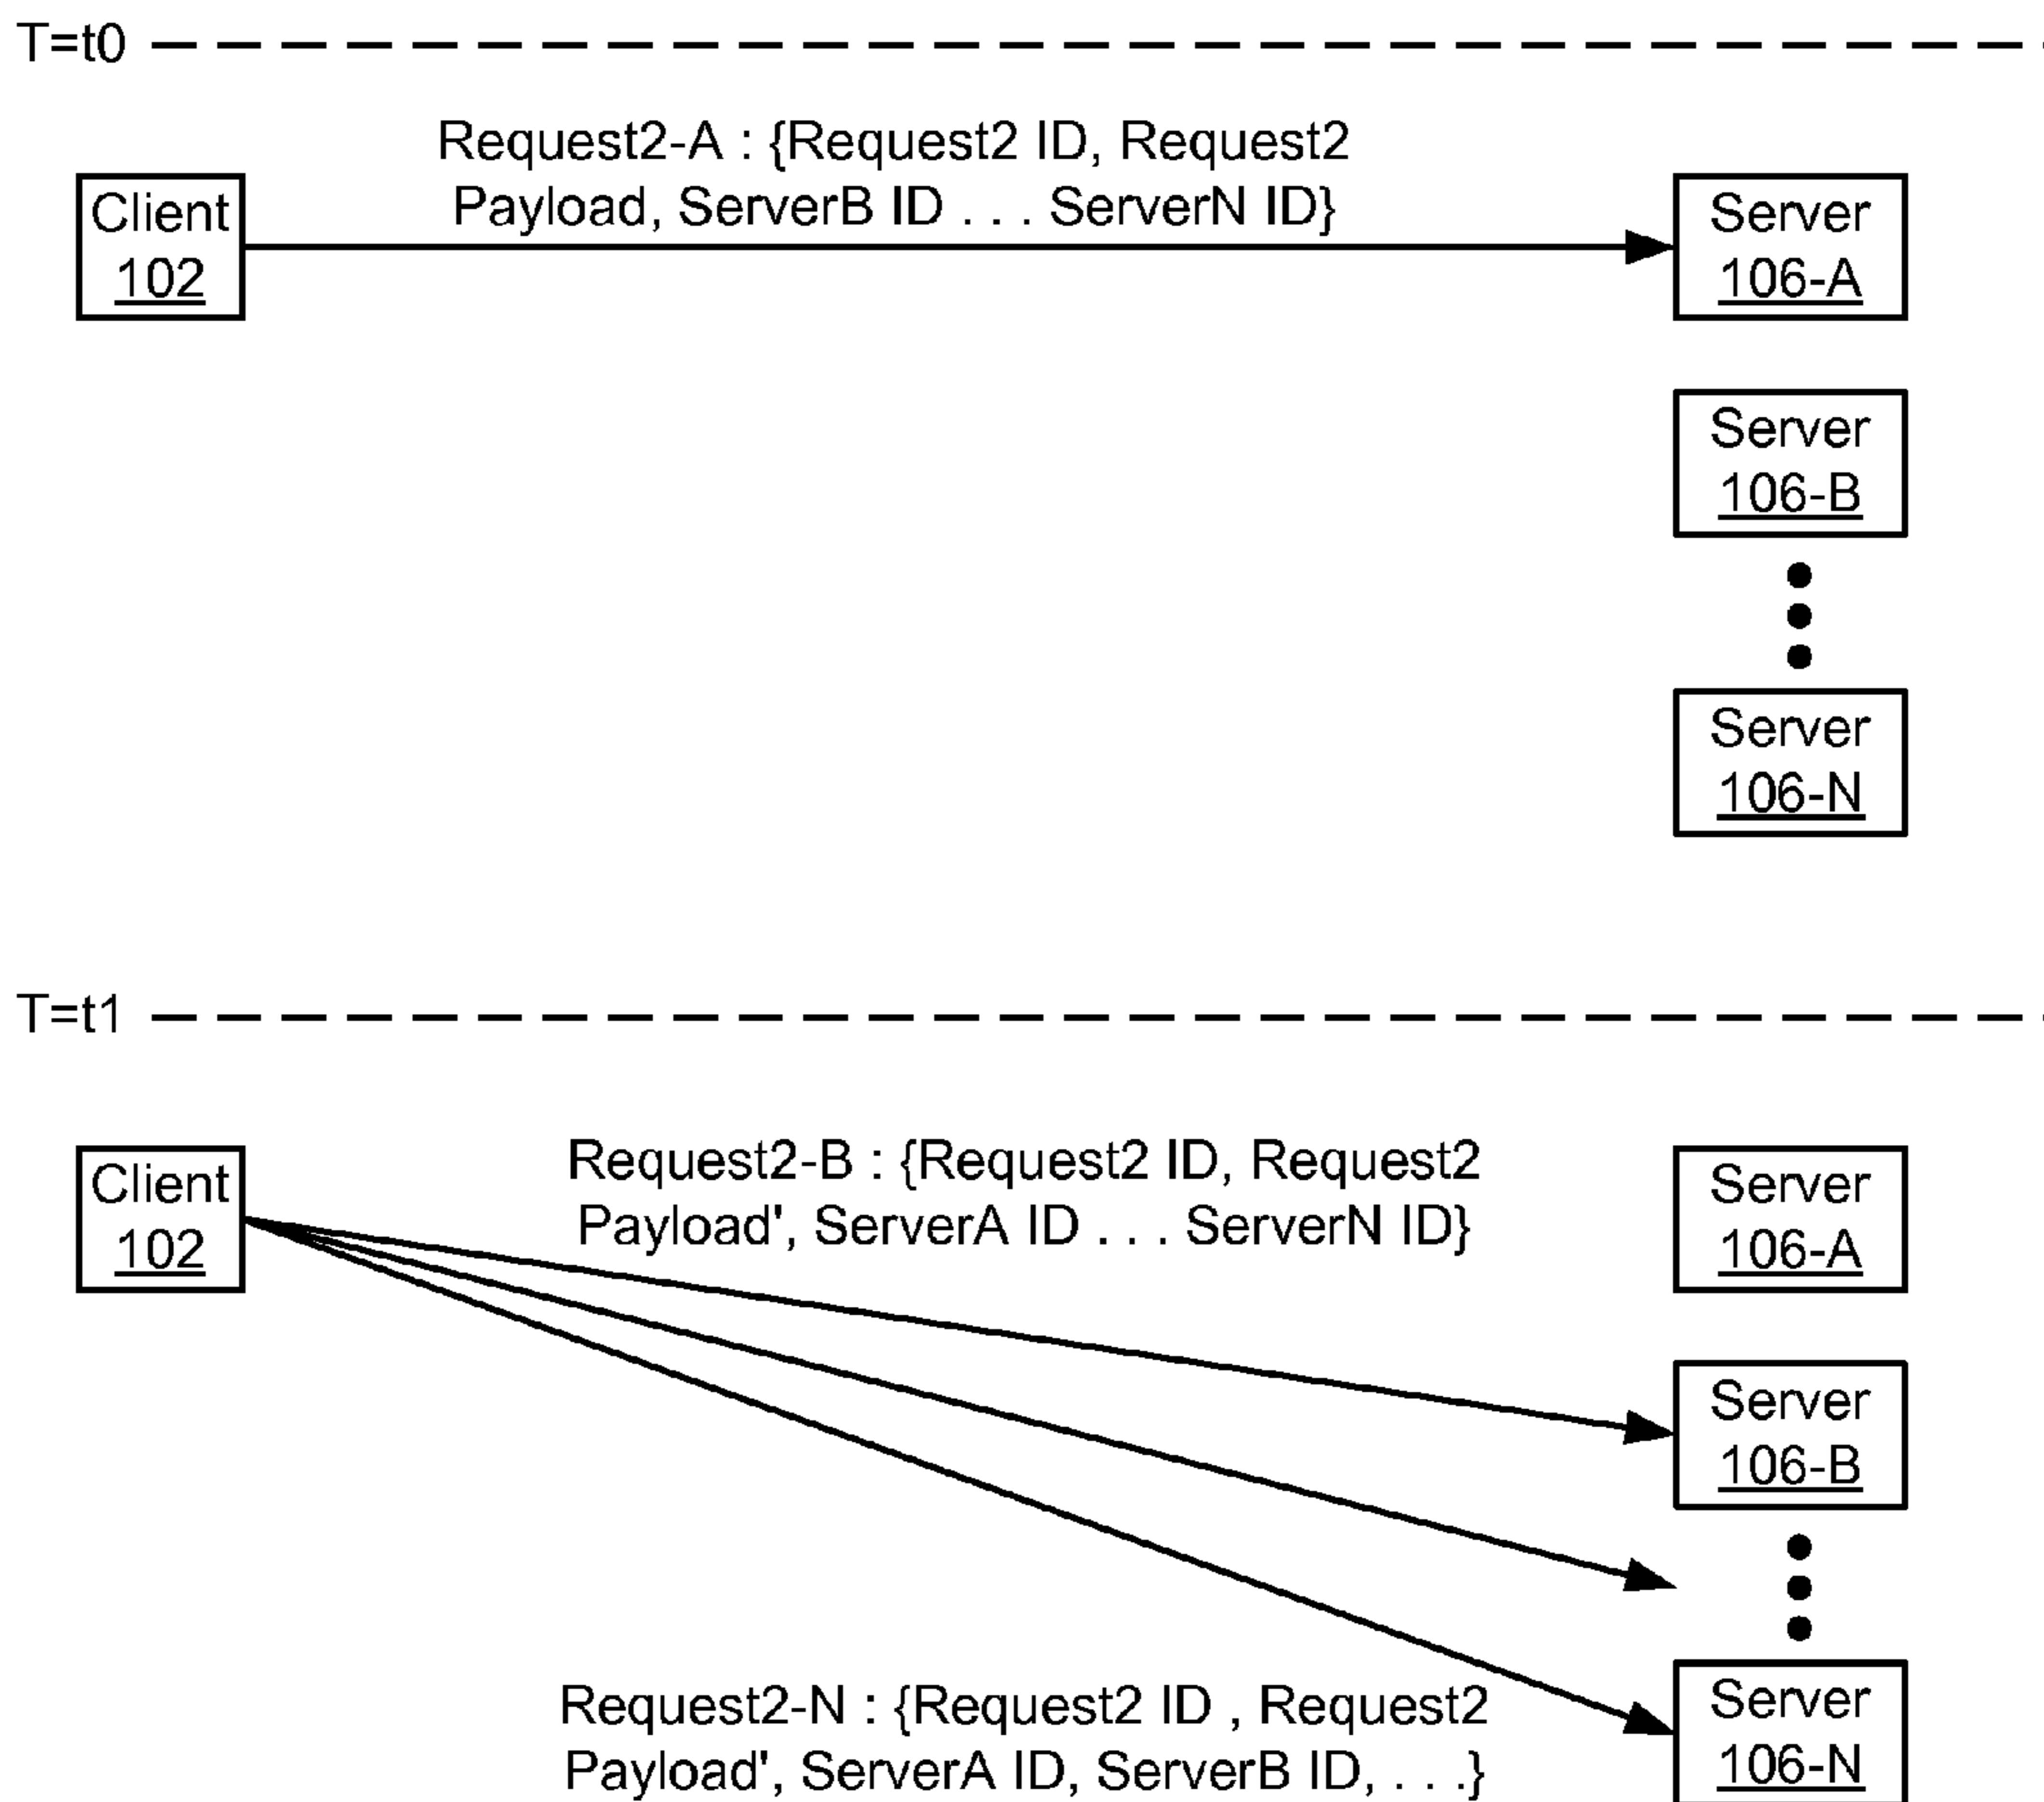 T=t0
Request2-A : {Request2 ID, Request2
Payload, ServerB ID . . . ServerN ID}
Client
102
Server
106-A
Server
106-B
Server
106-N
T=t1
Client
102
Request2-B : {Request2 ID, Request2
Payload', ServerA ID . . . ServerN ID}
Server
106-A
Server
106-B
Request2-N : {Request2 ID , Request2
Payload', ServerA ID, ServerB ID, . . .}
Server
106-N